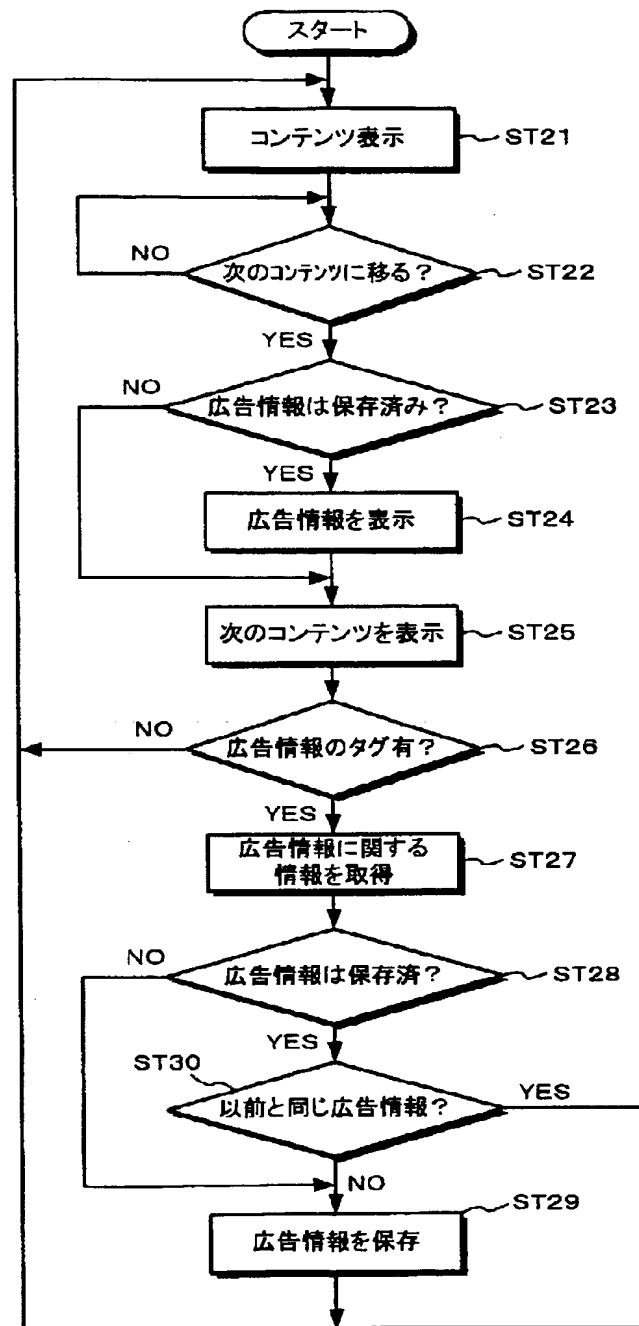 スタート
コンテンツ表示
ST21
NO
次のコンテンツに移る?
ST22
YES
NO
広告情報は保存済み?
ST23
YES
広告情報を表示
ST24
次のコンテンツを表示
ST25
NO
広告情報のタグ有?
ST26
YES
広告情報に関する
情報を取得
ST27
NO
広告情報は保存済?
ST28
YES
ST30
以前と同じ広告情報?
YES
NO
ST29
広告情報を保存